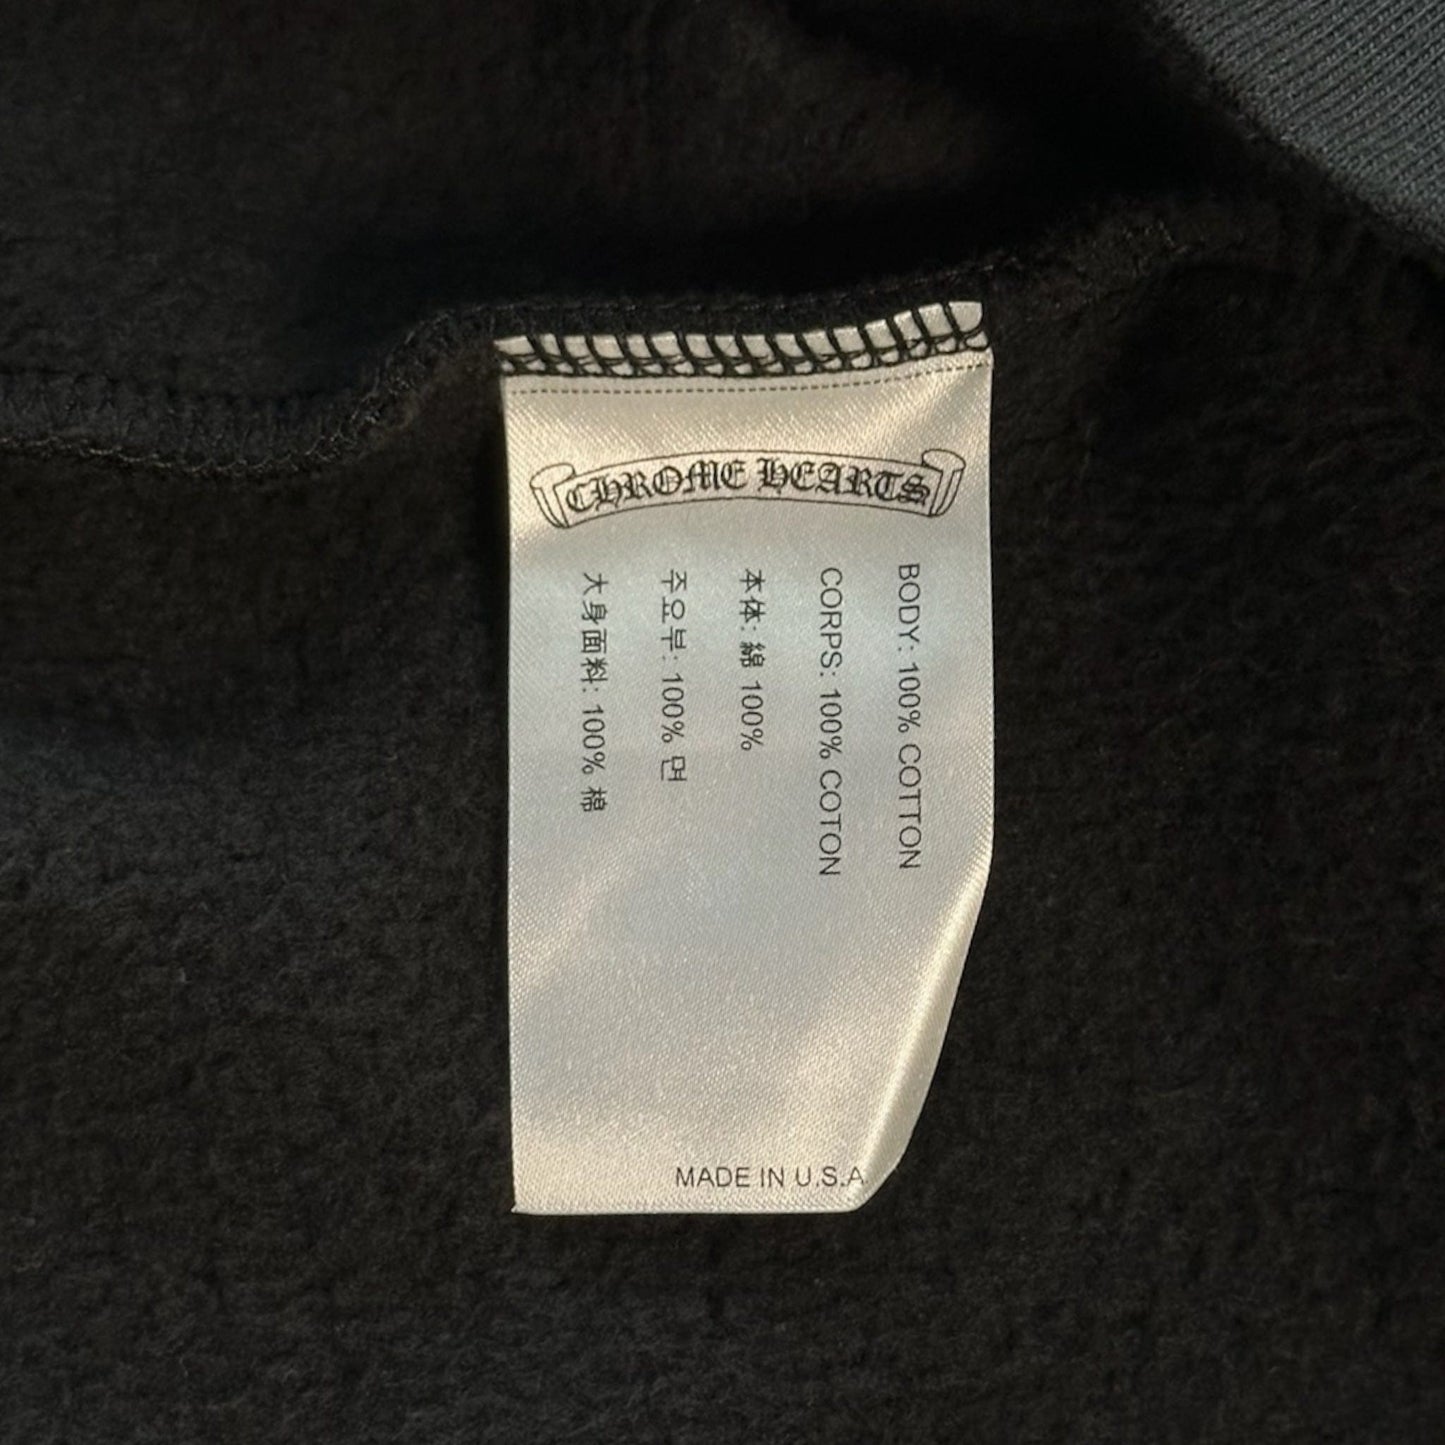 CHROME HEARTS
BODY: 100% COTTON
CORPS: 100% COTON
本体: 綿 100%
주요부: 100% 면
大身面料: 100% 棉
MADE IN U.S.A